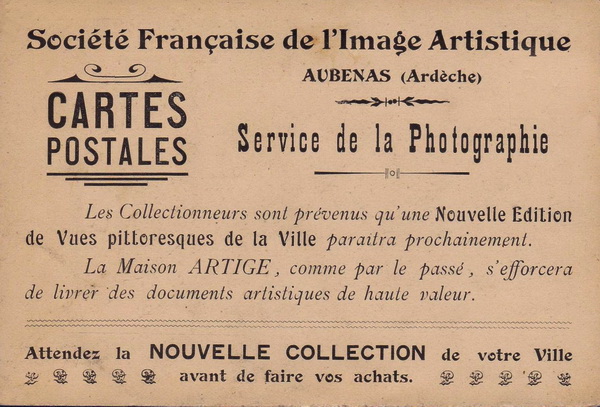 Société Française de l'Image Artistique
AUBENAS (Ardèche)
CARTES
POSTALES
Service de la Photographie
Les Collectionneurs sont prévenus qu'une Nouvelle Edition
de Vues pittoresques de la Ville paraîtra prochainement.
La Maison ARTIGE, comme par le passé, s'efforcera
de livrer des documents artistiques de haute valeur.
Attendez la NOUVELLE COLLECTION de votre Ville
avant de faire vos achats.